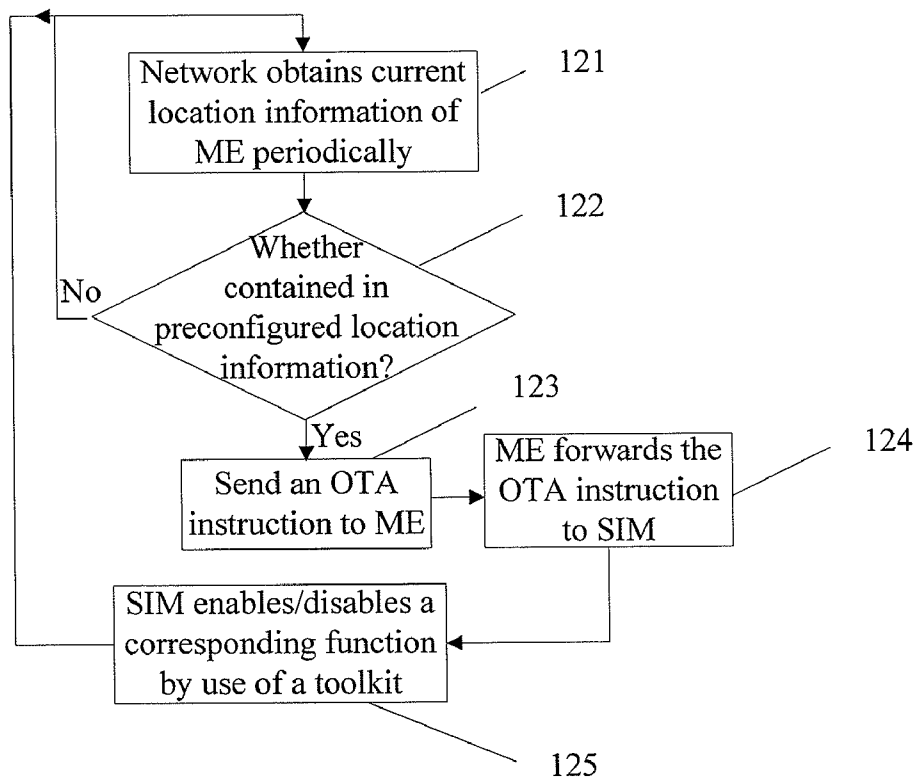 Network obtains current
location information of
ME periodically
121
Whether
contained in
preconfigured location
information?
122
No
Yes
123
Send an OTA
instruction to ME
ME forwards the
OTA instruction
to SIM
124
SIM enables/disables a
corresponding function
by use of a toolkit
125